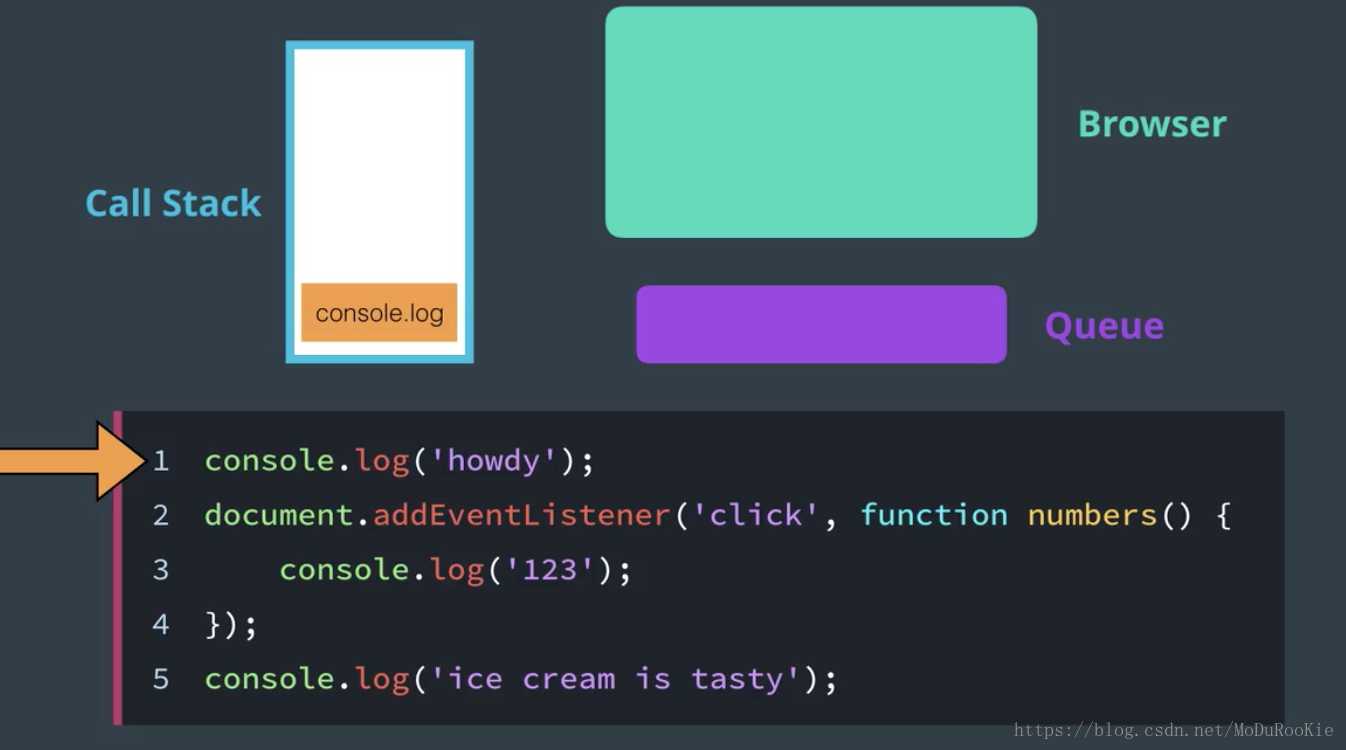 Call Stack
console.log
Browser
Queue
1 console.log('howdy');
2 document.addEventListener('click', function numbers() {
3     console.log('123');
4 });
5 console.log('ice cream is tasty');
https://blog.csdn.net/MoDuRooKie